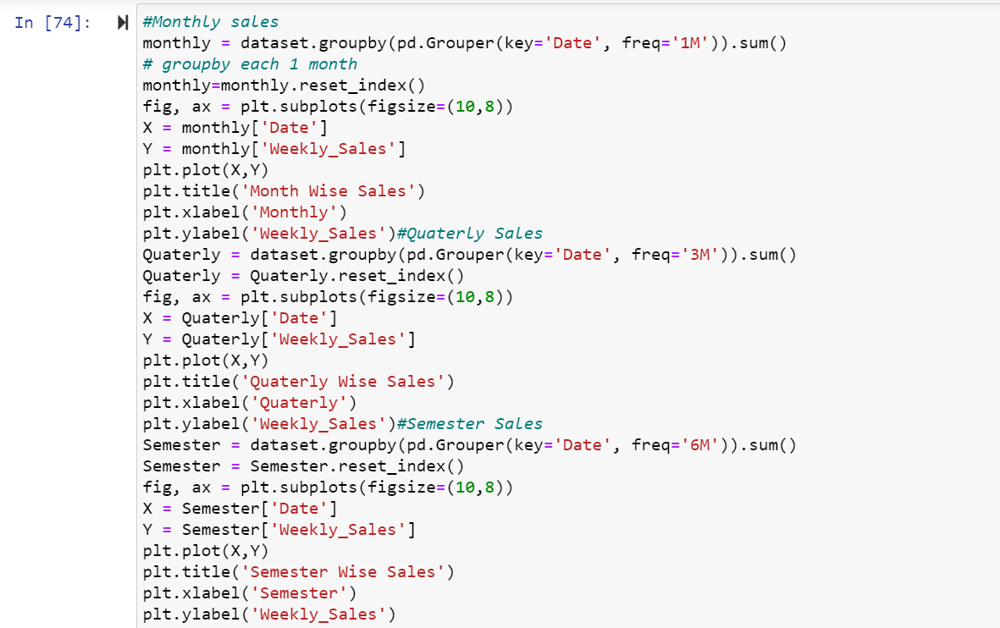 In [74]:
#Monthly sales
monthly = dataset.groupby(pd.Grouper(key='Date', freq='1M')).sum()
# groupby each 1 month
monthly=monthly.reset_index()
fig, ax = plt.subplots(figsize=(10,8))
X = monthly['Date']
Y = monthly['Weekly_Sales']
plt.plot(X,Y)
plt.title('Month Wise Sales')
plt.xlabel('Monthly')
plt.ylabel('Weekly_Sales')#Quaterly Sales
Quaterly = dataset.groupby(pd.Grouper(key='Date', freq='3M')).sum()
Quaterly = Quaterly.reset_index()
fig, ax = plt.subplots(figsize=(10,8))
X = Quaterly['Date']
Y = Quaterly['Weekly_Sales']
plt.plot(X,Y)
plt.title('Quaterly Wise Sales')
plt.xlabel('Quaterly')
plt.ylabel('Weekly_Sales')#Semester Sales
Semester = dataset.groupby(pd.Grouper(key='Date', freq='6M')).sum()
Semester = Semester.reset_index()
fig, ax = plt.subplots(figsize=(10,8))
X = Semester['Date']
Y = Semester['Weekly_Sales']
plt.plot(X,Y)
plt.title('Semester Wise Sales')
plt.xlabel('Semester')
plt.ylabel('Weekly_Sales')